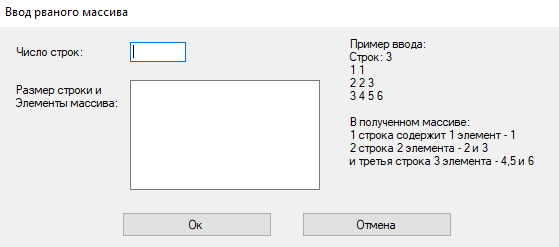 Ввод рваного массива
Число строк:
Размер строки и
Элементы массива:
Пример ввода:
Строк: 3
1 1
2 2 3
3 4 5 6
В полученном массиве:
1 строка содержит 1 элемент - 1
2 строка 2 элемента - 2 и 3
и третья строка 3 элемента - 4,5 и 6
Ок
Отмена